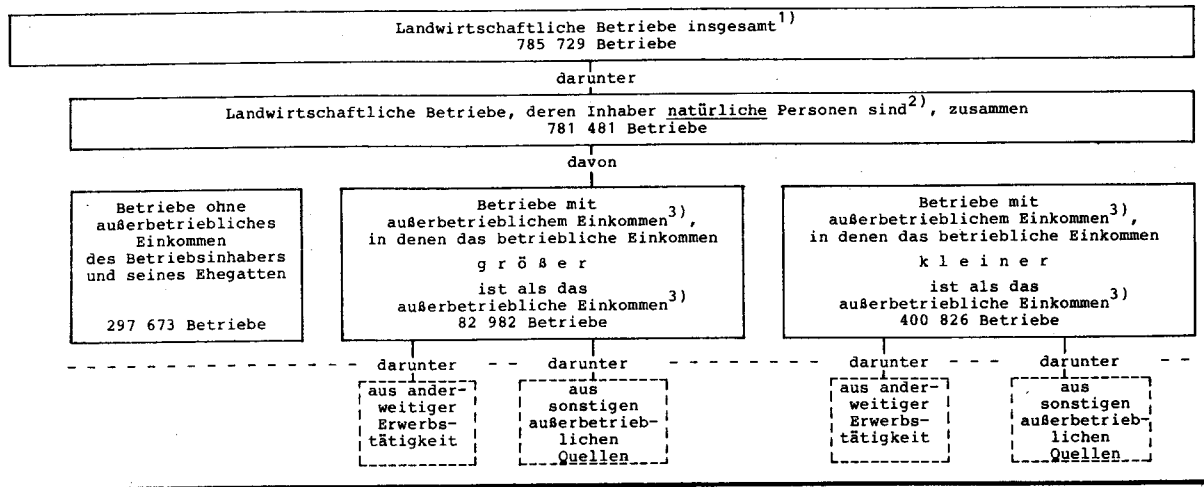 Landwirtschaftliche Betriebe insgesamt1)
785 729 Betriebe
darunter
Landwirtschaftliche Betriebe, deren Inhaber natürliche Personen sind2), zusammen
781 481 Betriebe
davon
Betriebe ohne
außerbetriebliches
Einkommen
des Betriebsinhabers
und seines Ehegatten
297 673 Betriebe
Betriebe mit
außerbetrieblichem Einkommen3),
in denen das betriebliche Einkommen
g r ö ß e r
ist als das
außerbetriebliche Einkommen3)
82 982 Betriebe
Betriebe mit
außerbetrieblichem Einkommen3),
in denen das betriebliche Einkommen
k l e i n e r
ist als das
außerbetriebliche Einkommen3)
400 826 Betriebe
darunter
aus ander-
weitiger
Erwerbs-
tätigkeit
darunter
aus
sonstigen
außerbetrieb-
lichen
Quellen
darunter
aus ander-
weitiger
Erwerbs-
tätigkeit
darunter
aus
sonstigen
außerbetrieb-
lichen
Quellen